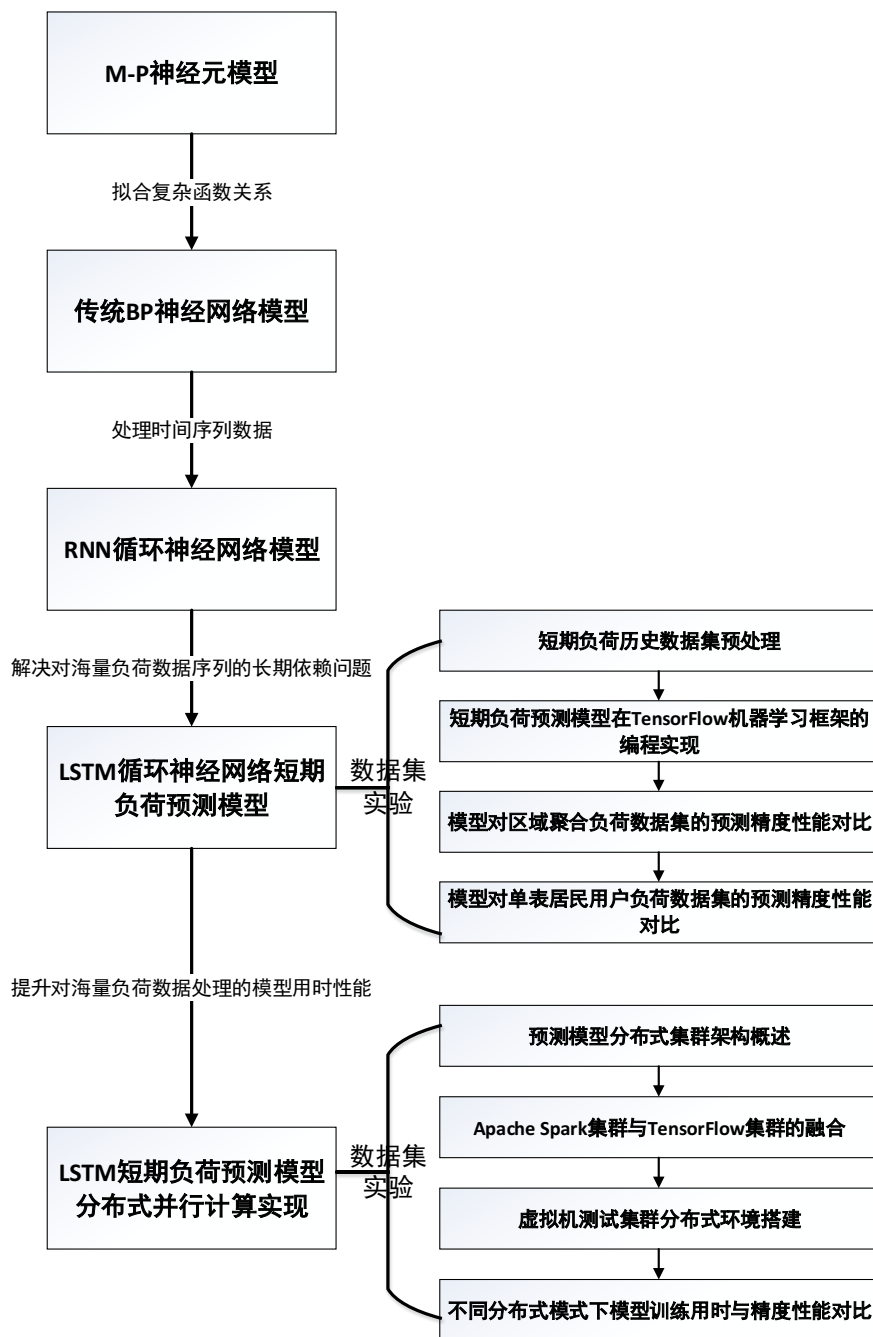 M-P神经元模型
拟合复杂函数关系
传统BP神经网络模型
处理时间序列数据
RNN循环神经网络模型
解决对海量负荷数据序列的长期依赖问题
LSTM循环神经网络短期
负荷预测模型
数据集
实验
短期负荷历史数据集预处理
短期负荷预测模型在TensorFlow机器学习框架的
编程实现
模型对区域聚合负荷数据集的预测精度性能对比
模型对单表居民用户负荷数据集的预测精度性能
对比
提升对海量负荷数据处理的模型用时性能
LSTM短期负荷预测模型
分布式并行计算实现
数据集
实验
预测模型分布式集群架构概述
Apache Spark集群与TensorFlow集群的融合
虚拟机测试集群分布式环境搭建
不同分布式模式下模型训练用时与精度性能对比